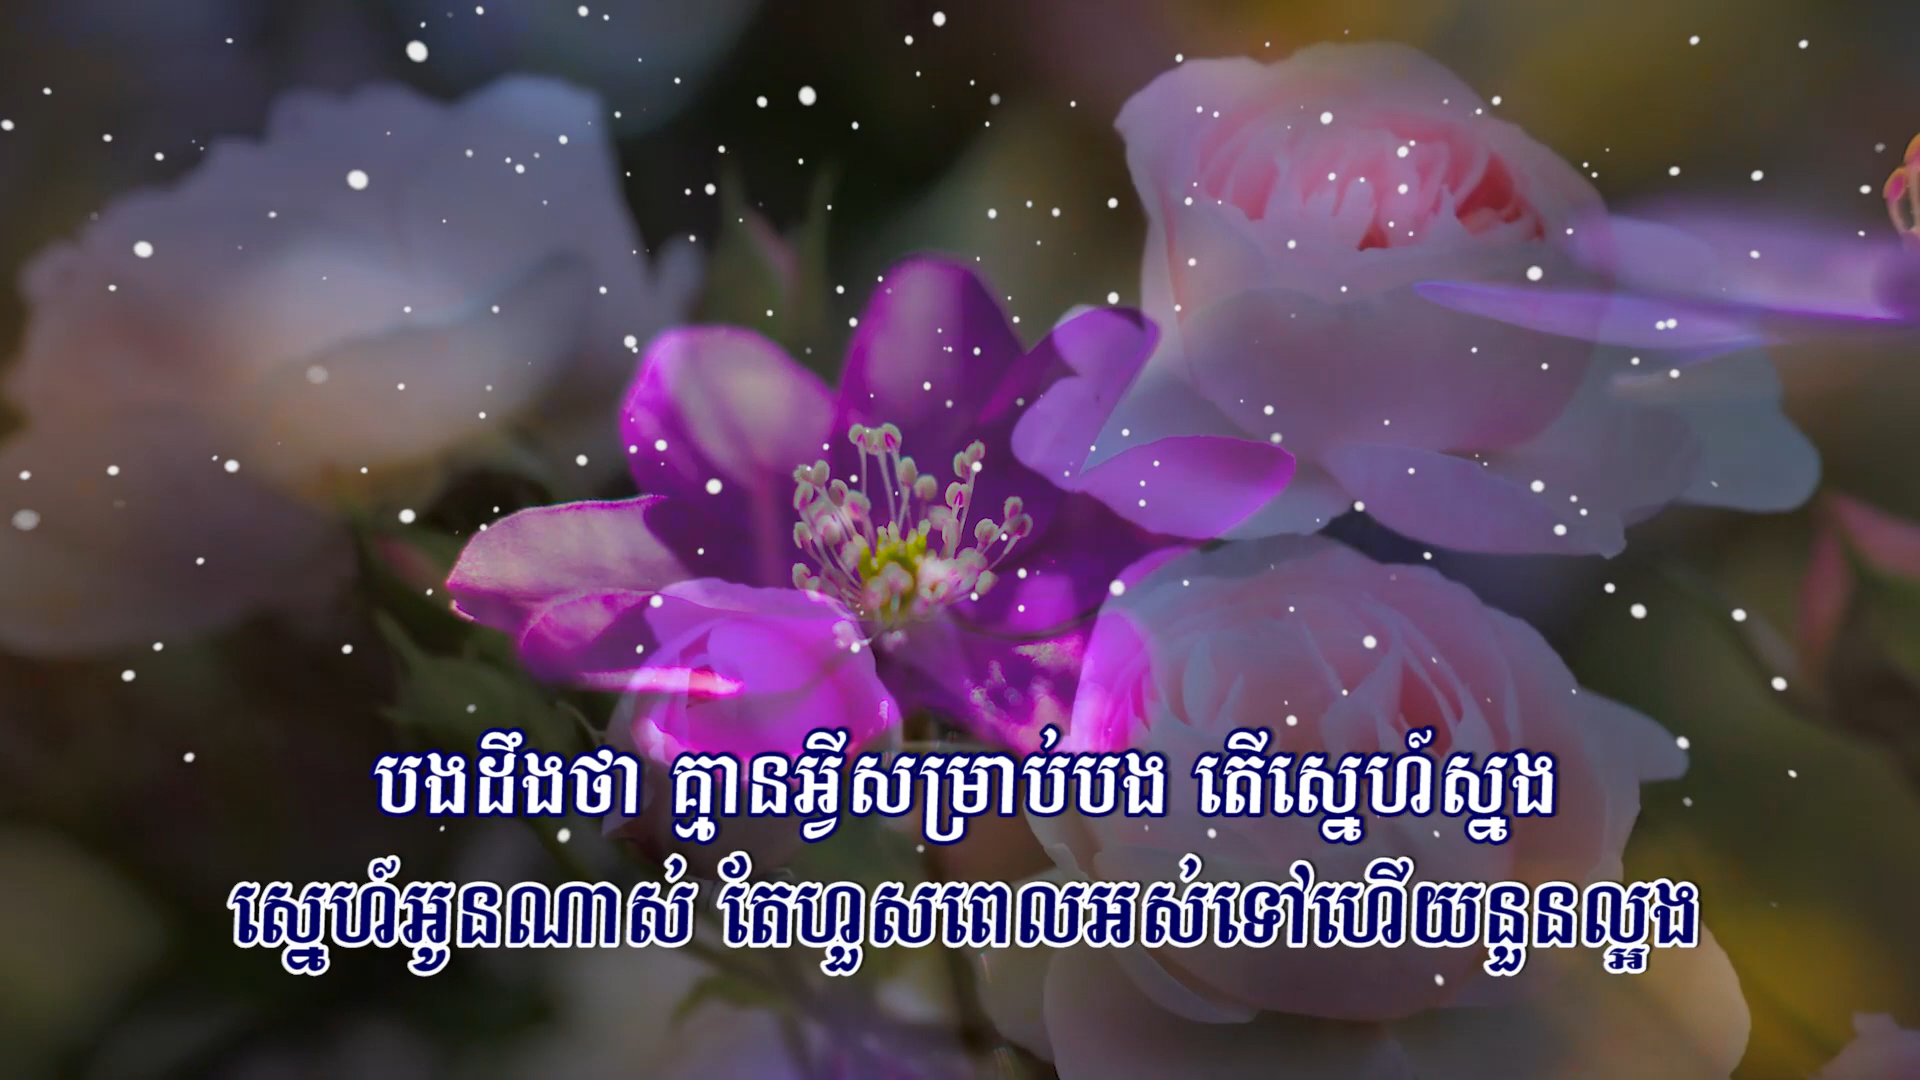 បងដឹងថា គ្មានអ្វីសម្រាប់បង តើស្នេហ៍ស្នង
ស្នេហ៍អូនណាស់ តែហួសពេលអស់ទៅហើយនួនល្អង